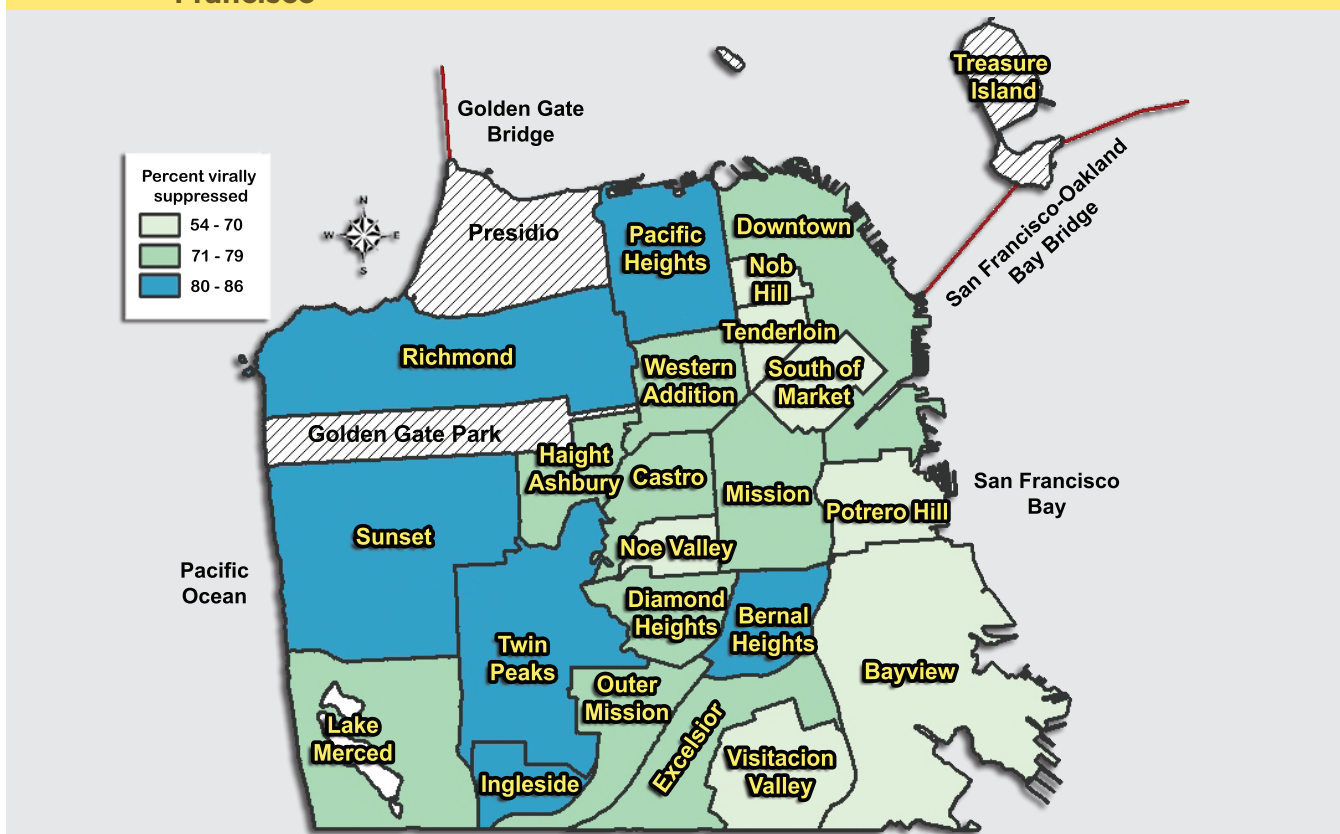 Francisco
Treasure
Island
Golden Gate
Bridge
San Francisco-Oakland
Bay Bridge
Percent virally
suppressed
54 - 70
71 - 79
80 - 86
N
W
E
S
Presidio
Pacific
Heights
Downtown
Nob
Hill
Tenderloin
Richmond
Western
Addition
South of
Market
Golden Gate Park
Haight
Ashbury
Castro
Mission
Potrero Hill
San Francisco
Bay
Sunset
Noe Valley
Pacific
Ocean
Diamond
Heights
Bernal
Heights
Twin
Peaks
Bayview
Outer
Mission
Lake
Merced
Excelsior
Visitacion
Valley
Ingleside